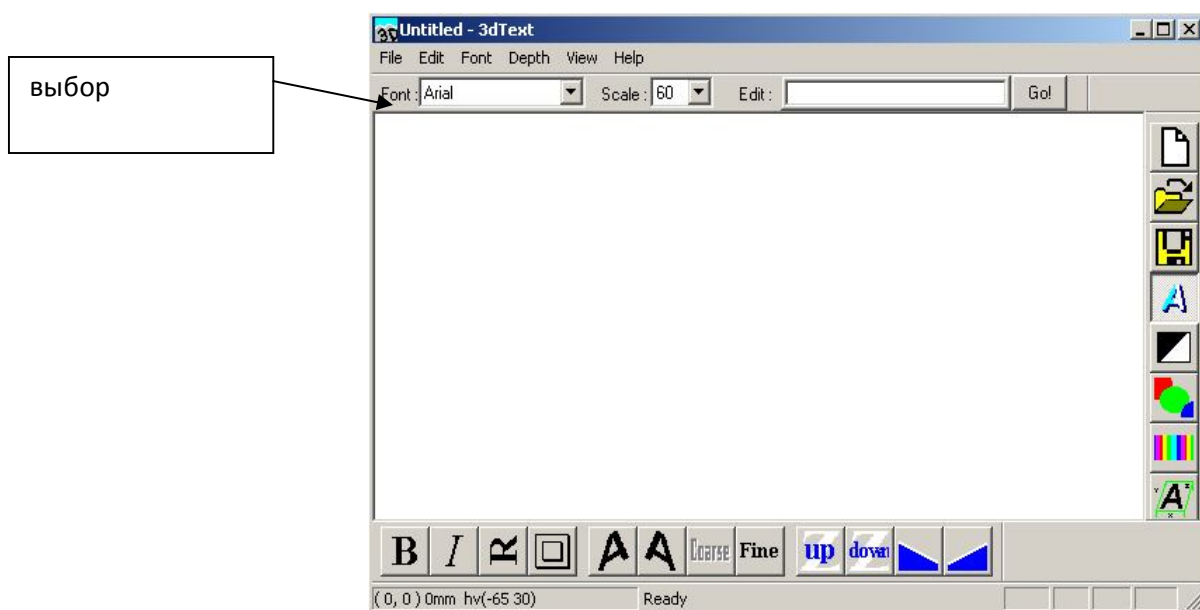 Untitled - 3dText
File Edit Font Depth View Help
выбор
Font : Arial Scale : 60 Edit : Go!
A
A
B I R A A Coarse Fine up down
( 0, 0 ) 0mm hv(-65 30) Ready